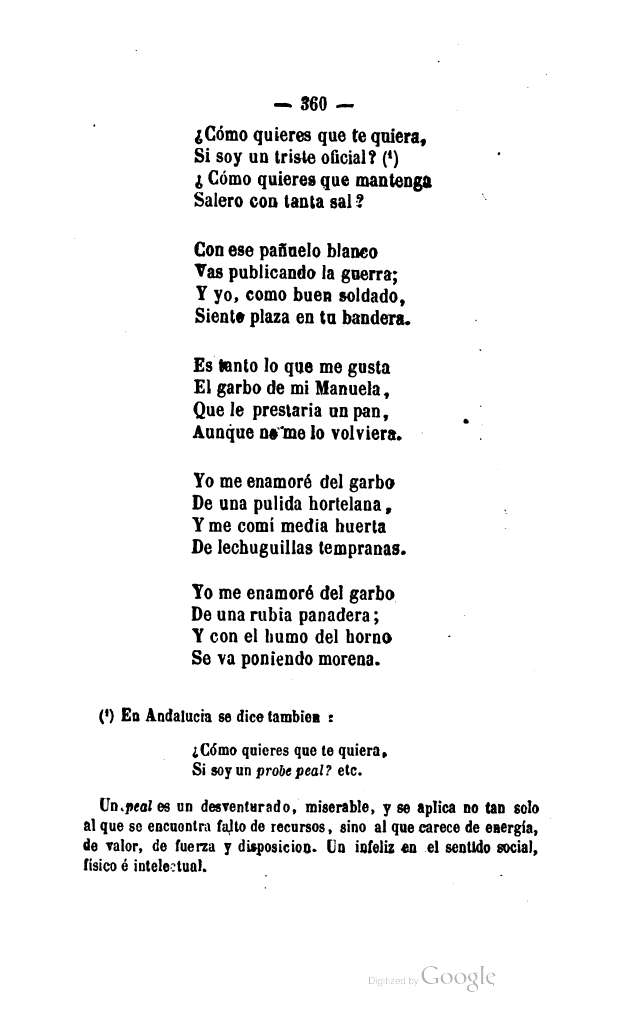 — 360 —
¿Cómo quieres que te quiera,
Si soy un triste oficial? (¹)
¿Cómo quieres que mantenga
Salero con tanta sal?
Con ese pañuelo blanco
Vas publicando la guerra;
Y yo, como buen soldado,
Siento plaza en tu bandera.
Es tanto lo que me gusta
El garbo de mi Manuela,
Que le prestaria un pan,
Aunque no me lo volviera.
Yo me enamoré del garbo
De una pulida hortelana,
Y me comí media huerta
De lechuguillas tempranas.
Yo me enamoré del garbo
De una rubia panadera;
Y con el humo del horno
Se va poniendo morena.
(¹) En Andalucia se dice tambien :
¿Cómo quieres que te quiera,
Si soy un probe peal? etc.
Un peal es un desventurado, miserable, y se aplica no tan solo
al que se encuentra falto de recursos, sino al que carece de energía,
de valor, de fuerza y disposicion. Un infeliz en el sentido social,
físico é intelectual.
Digitized by Google